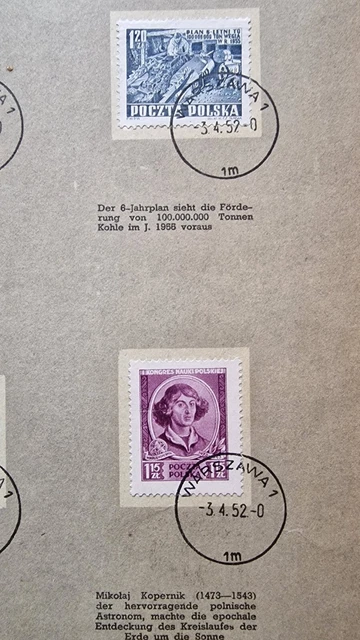 1.20 ZŁ
PLAN 6-LETNI TO
100 000 000 TON WĘGLA
W R. 1955
POCZTA POLSKA
WARSZAWA 1
-3.4.52-0
1m
Der 6-Jahrplan sieht die Förde-
rung von 100.000.000 Tonnen
Kohle im J. 1955 voraus
I KONGRES NAUKI POLSKIEJ
1 15 ZŁ
POCZTA
POLSKA
WARSZAWA 1
-3.4.52-0
1m
Mikołaj Kopernik (1473—1543)
der hervorragende polnische
Astronom, machte die epochale
Entdeckung des Kreislaufes der
Erde um die Sonne